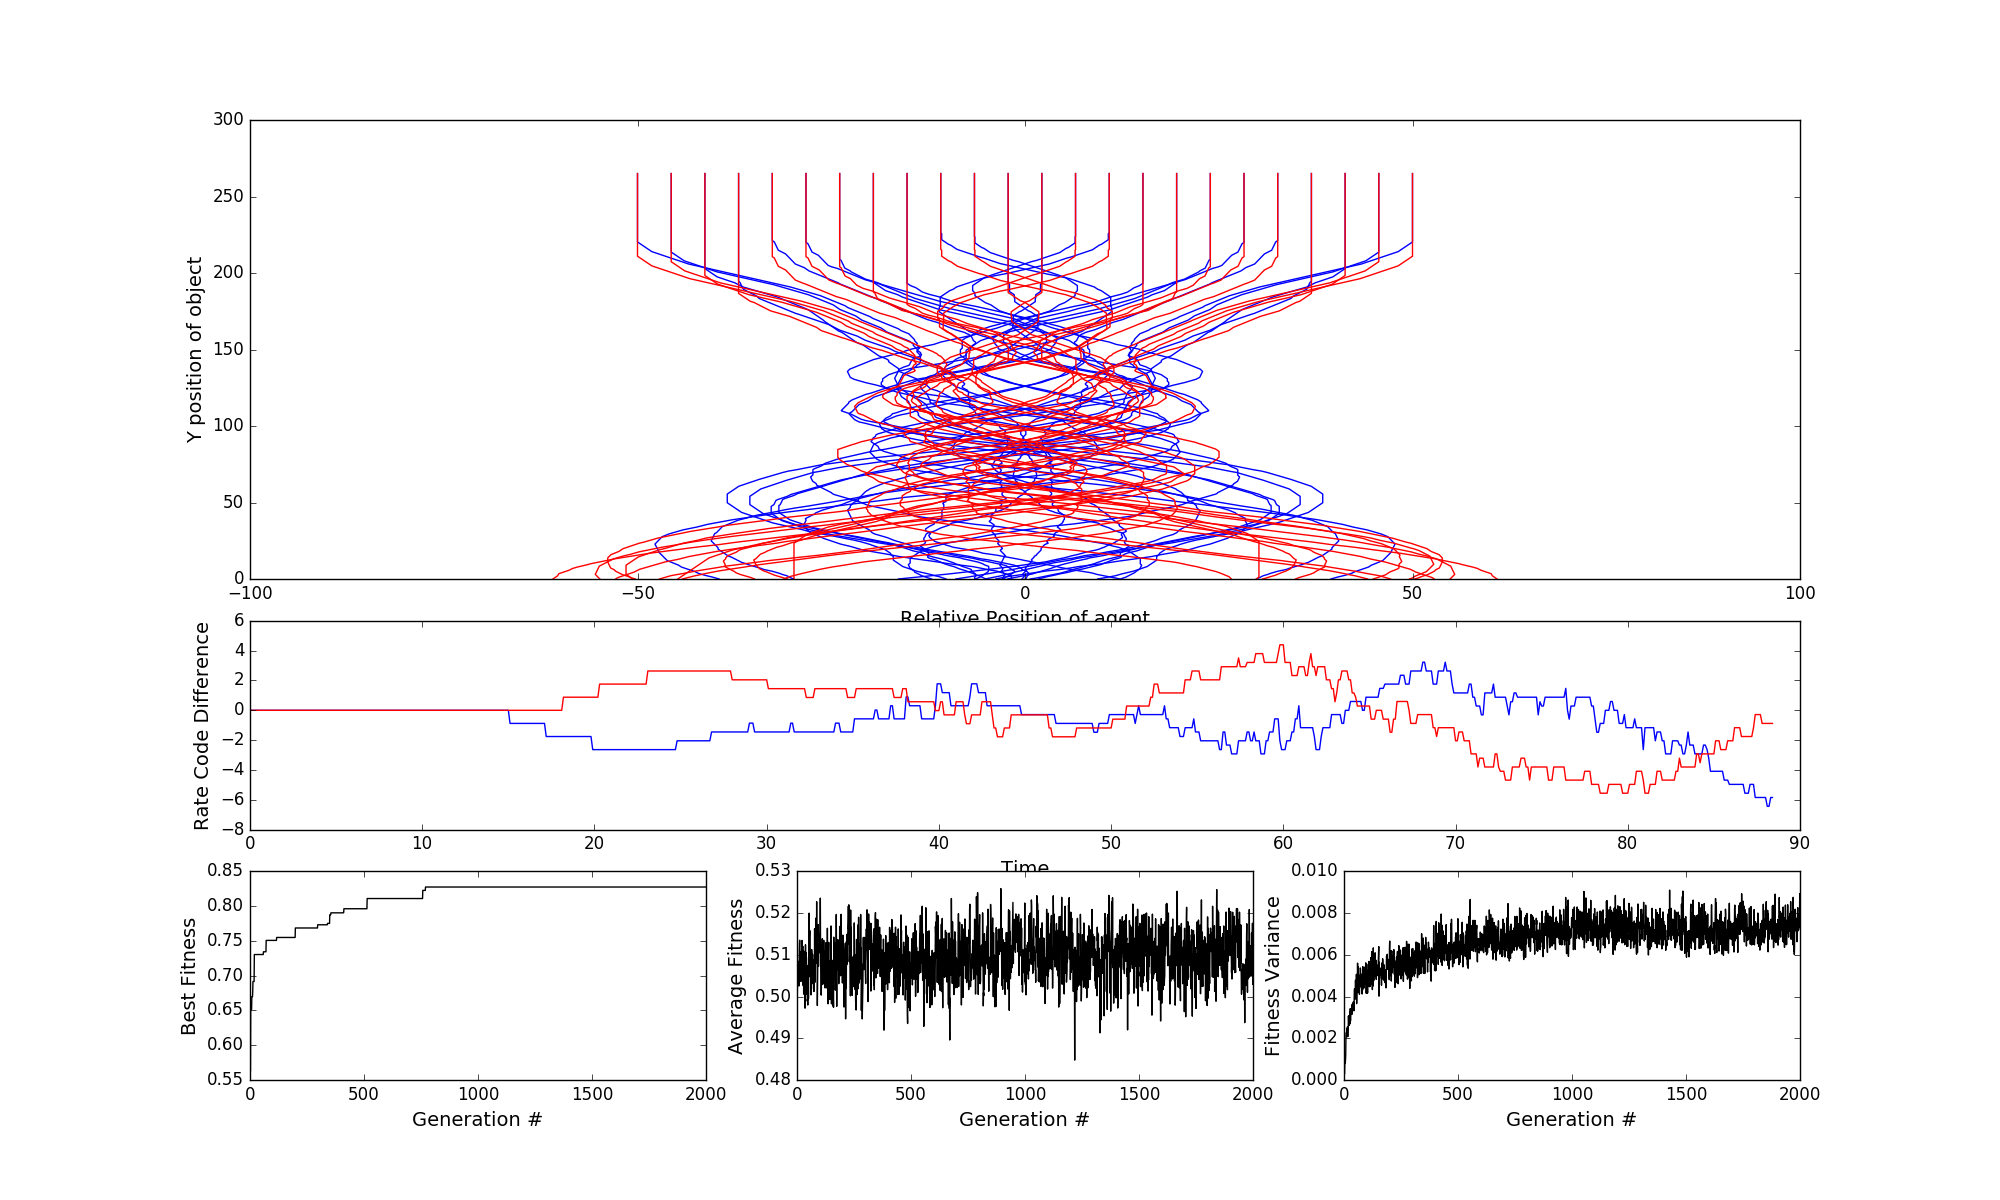 300
250
200
150
100
50
0
Y position of object
−100 −50 0 50 100
Relative Position of agent
6
4
2
0
−2
−4
−6
−8
Rate Code Difference
0 10 20 30 40 50 60 70 80 90
Time
0.85
0.80
0.75
0.70
0.65
0.60
0.55
Best Fitness
0 500 1000 1500 2000
Generation #
0.53
0.52
0.51
0.50
0.49
0.48
Average Fitness
0 500 1000 1500 2000
Generation #
0.010
0.008
0.006
0.004
0.002
0.000
Fitness Variance
0 500 1000 1500 2000
Generation #